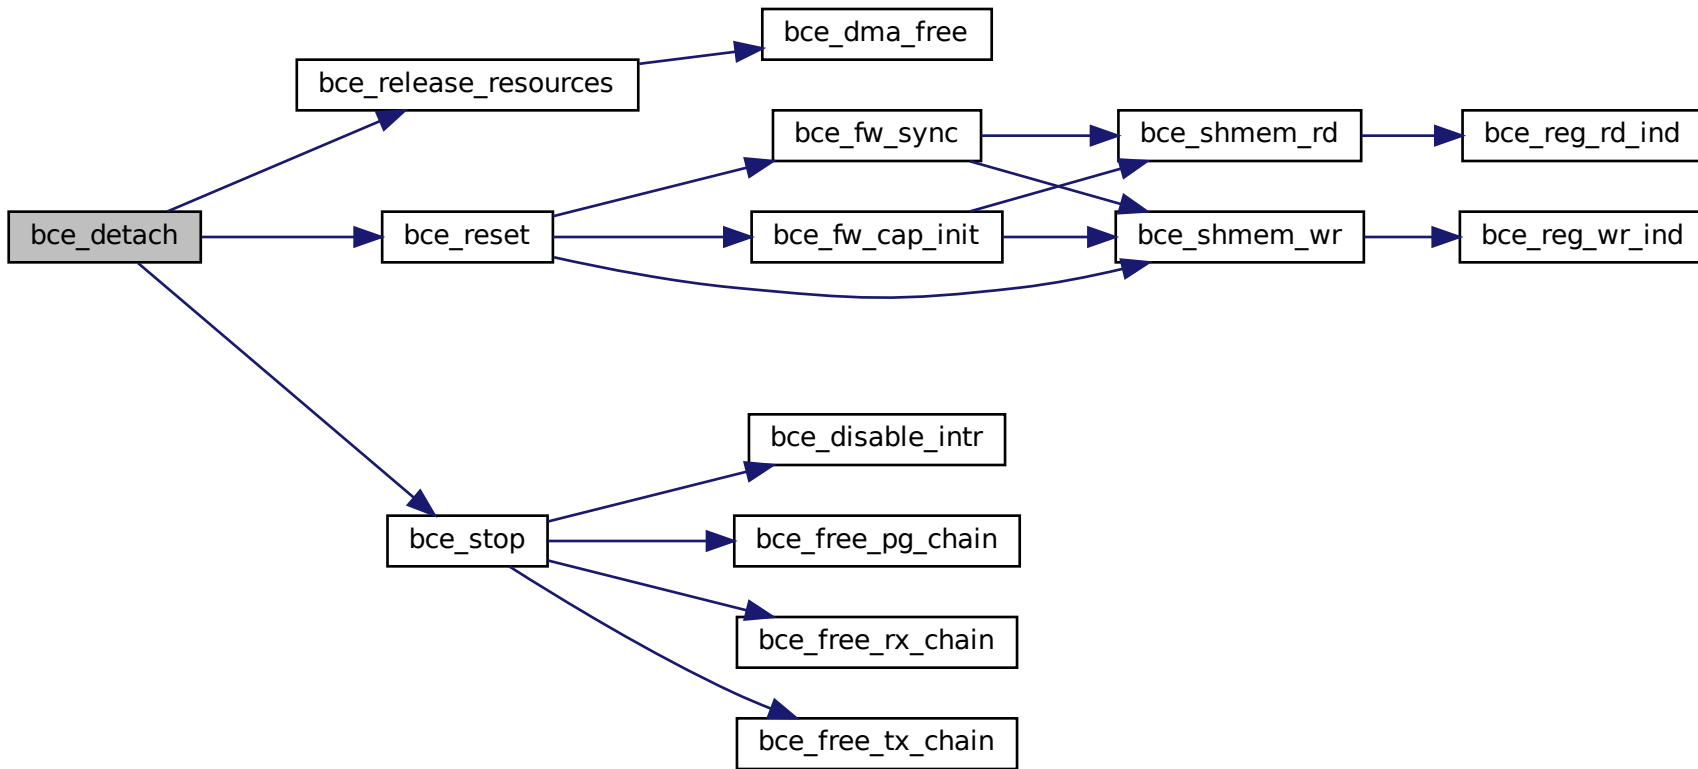 bce_dma_free
bce_release_resources
bce_fw_sync
bce_shmem_rd
bce_reg_rd_ind
bce_detach
bce_reset
bce_fw_cap_init
bce_shmem_wr
bce_reg_wr_ind
bce_disable_intr
bce_stop
bce_free_pg_chain
bce_free_rx_chain
bce_free_tx_chain